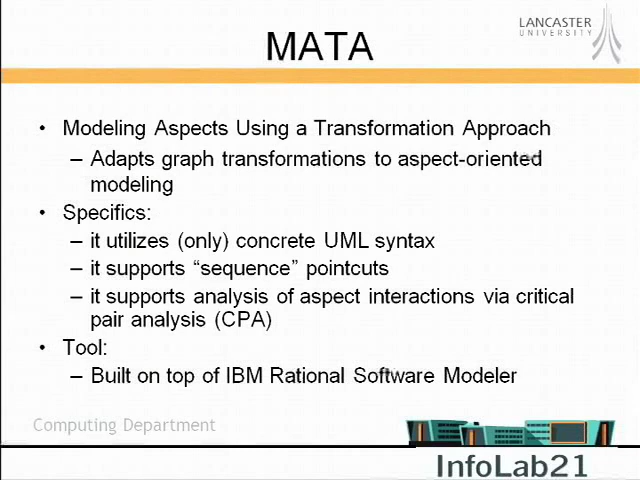 LANCASTER
UNIVERSITY
MATA
• Modeling Aspects Using a Transformation Approach
– Adapts graph transformations to aspect-oriented
modeling
• Specifics:
– it utilizes (only) concrete UML syntax
– it supports “sequence” pointcuts
– it supports analysis of aspect interactions via critical
pair analysis (CPA)
• Tool:
– Built on top of IBM Rational Software Modeler
Computing Department
InfoLab21